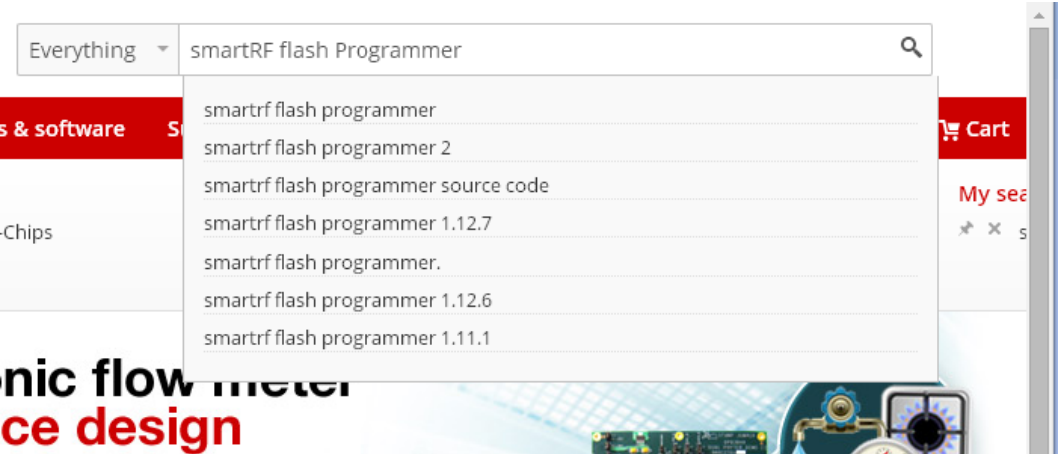 Everything smartRF flash Programmer
smartrf flash programmer
s & software Cart
smartrf flash programmer 2
smartrf flash programmer source code
My sea
smartrf flash programmer 1.12.7
-Chips
smartrf flash programmer.
smartrf flash programmer 1.12.6
smartrf flash programmer 1.11.1
onic flow meter
ce design